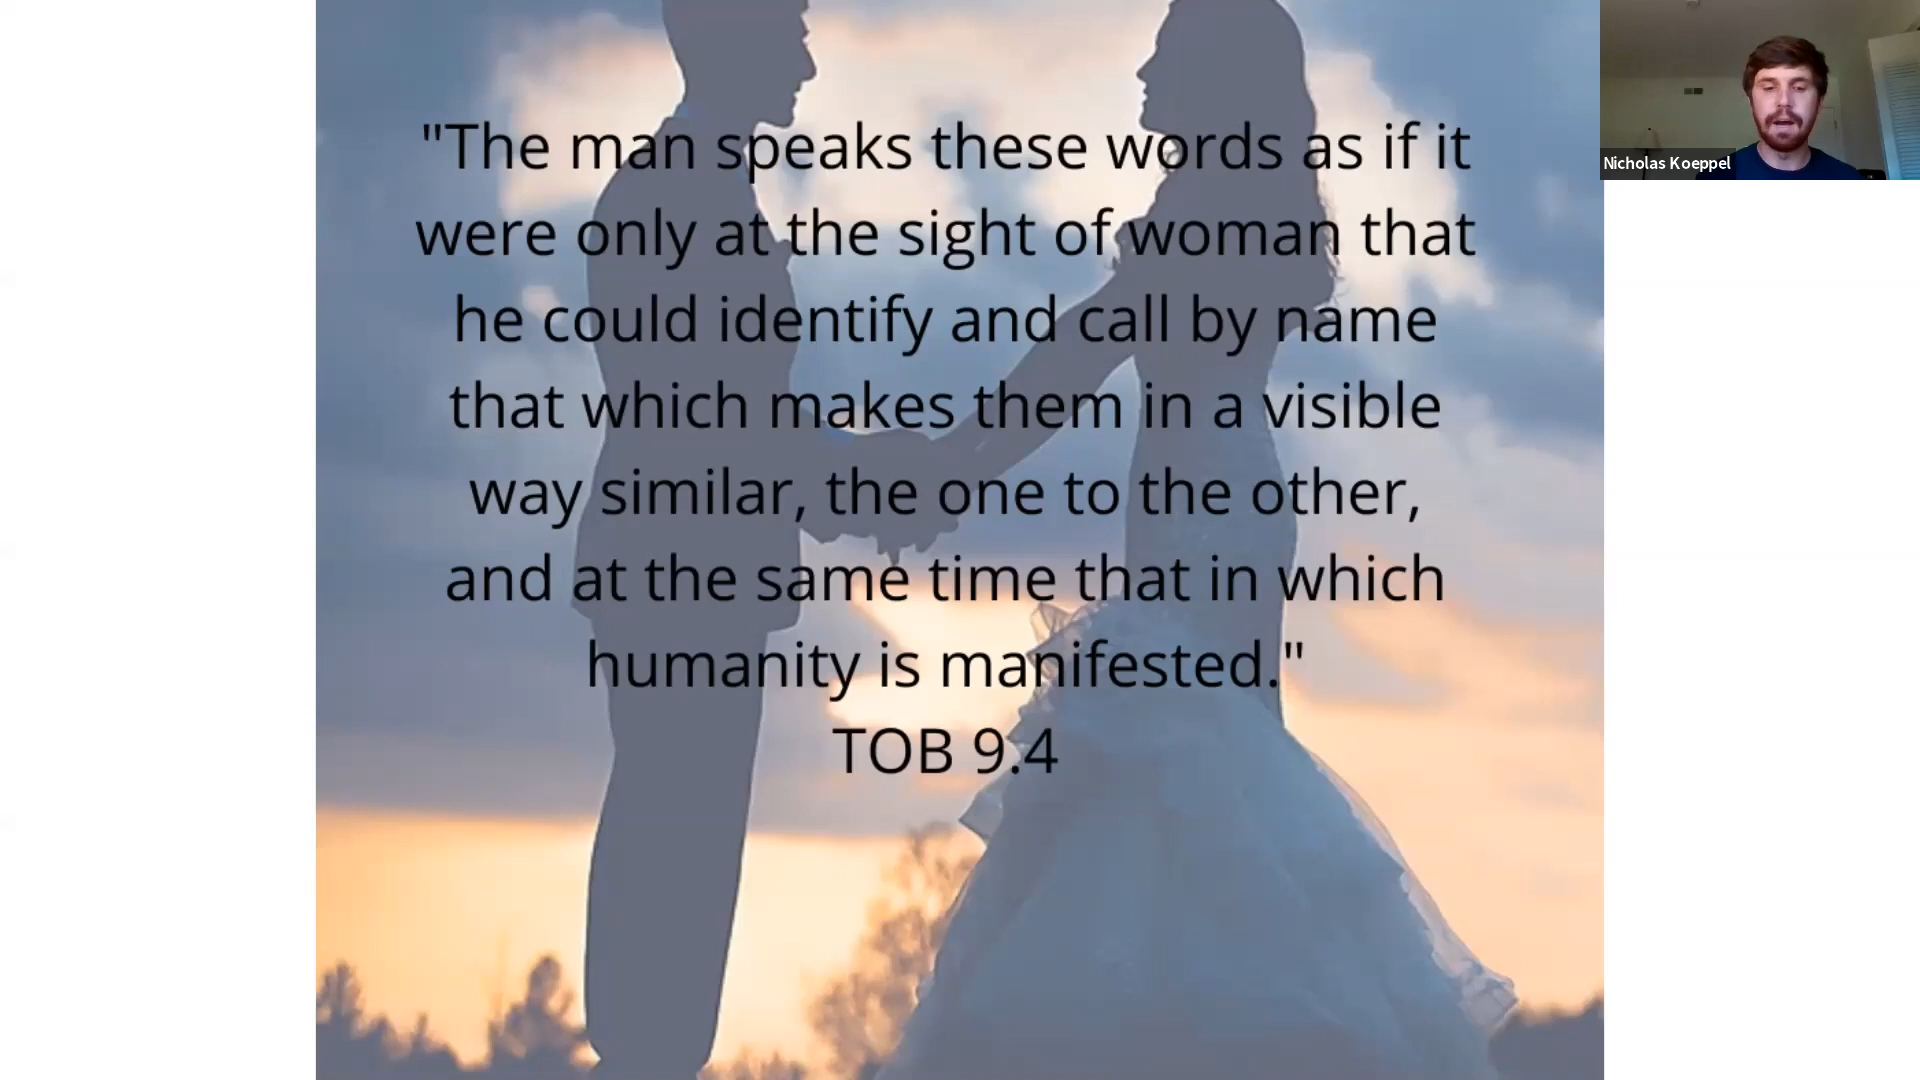 "The man speaks these words as if it
were only at the sight of woman that
he could identify and call by name
that which makes them in a visible
way similar, the one to the other,
and at the same time that in which
humanity is manifested."
TOB 9.4
Nicholas Koeppel